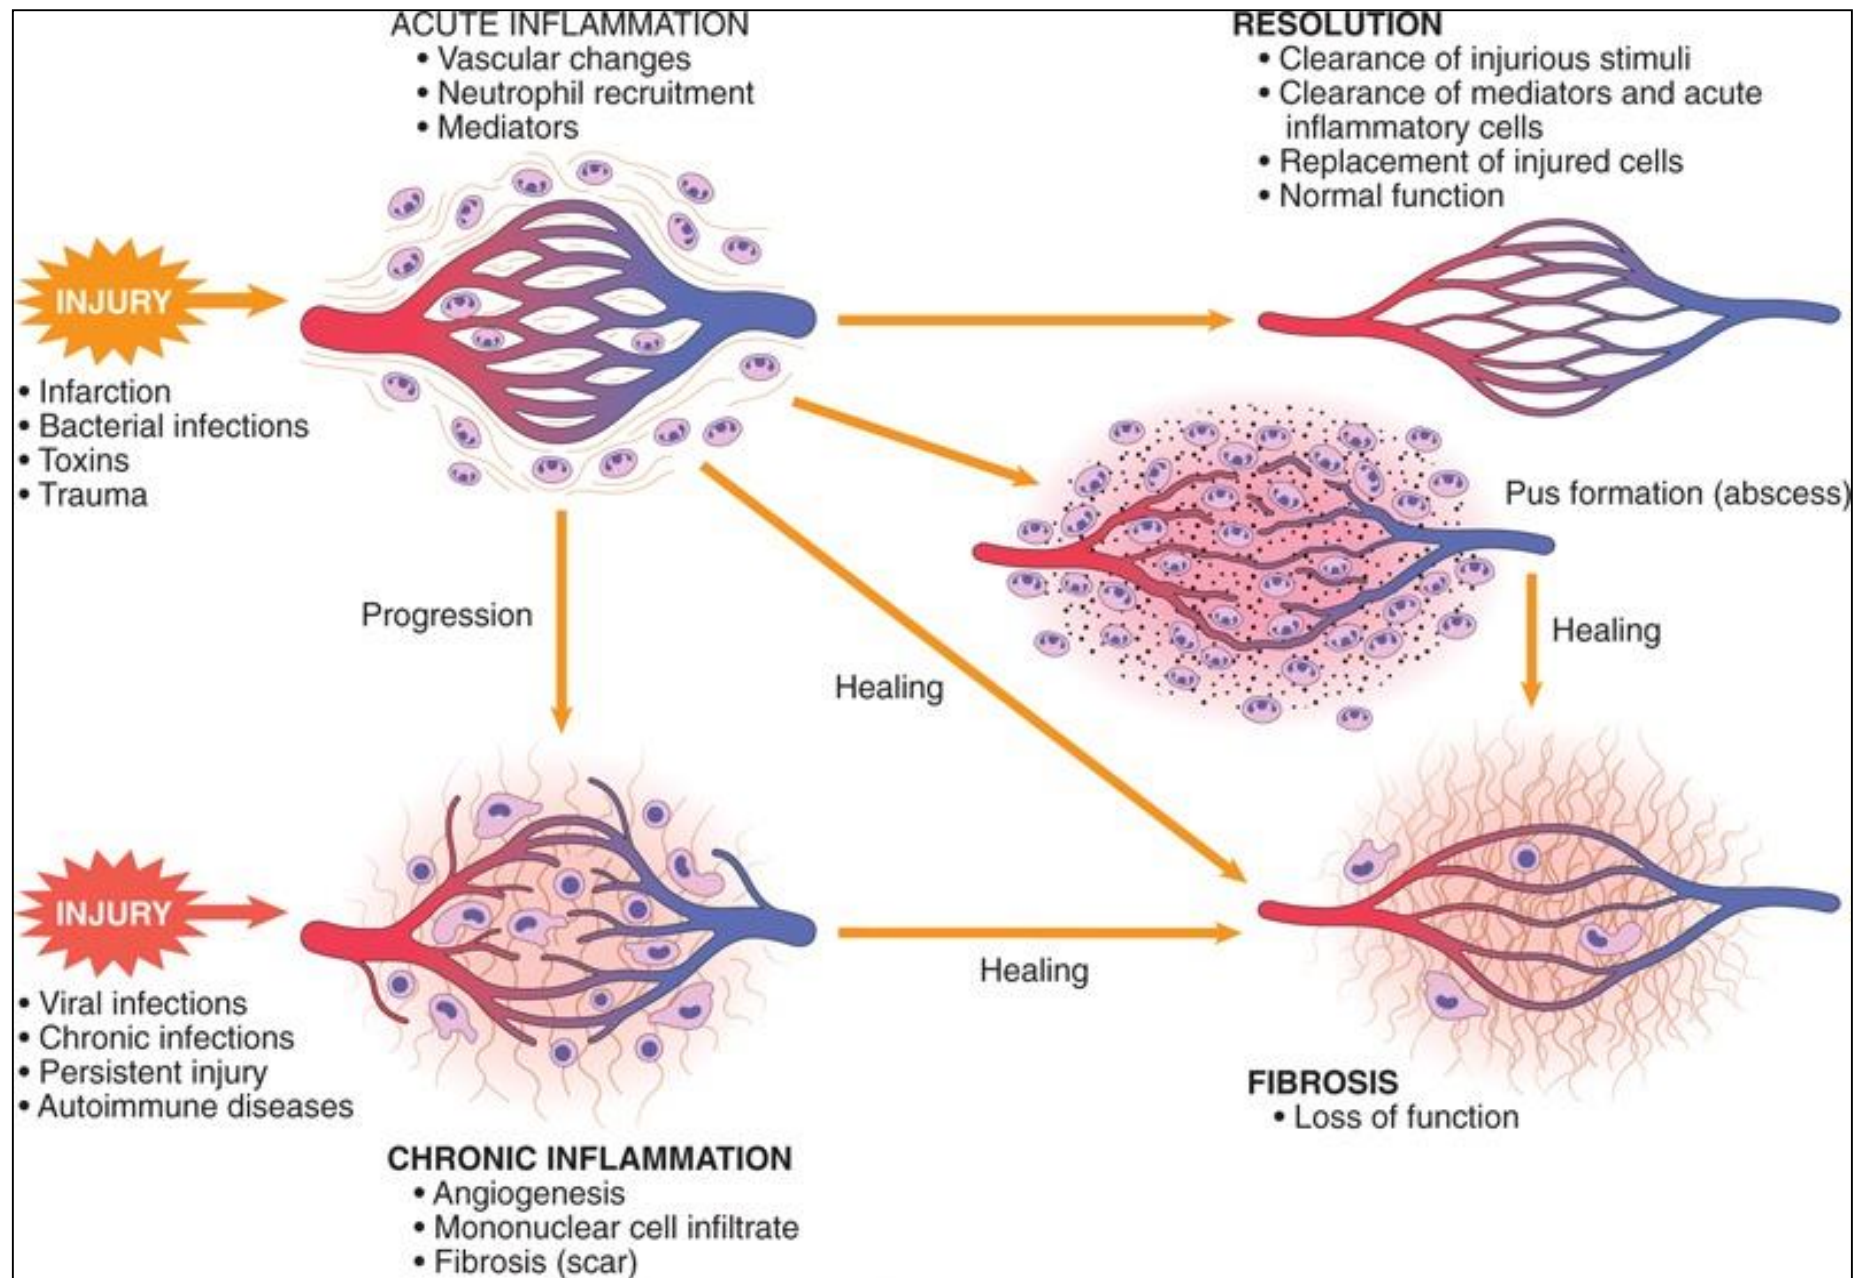 ACUTE INFLAMMATION
• Vascular changes
• Neutrophil recruitment
• Mediators
RESOLUTION
• Clearance of injurious stimuli
• Clearance of mediators and acute
inflammatory cells
• Replacement of injured cells
• Normal function
INJURY
• Infarction
• Bacterial infections
• Toxins
• Trauma
Pus formation (abscess)
Progression
Healing
Healing
INJURY
• Viral infections
• Chronic infections
• Persistent injury
• Autoimmune diseases
Healing
FIBROSIS
• Loss of function
CHRONIC INFLAMMATION
• Angiogenesis
• Mononuclear cell infiltrate
• Fibrosis (scar)